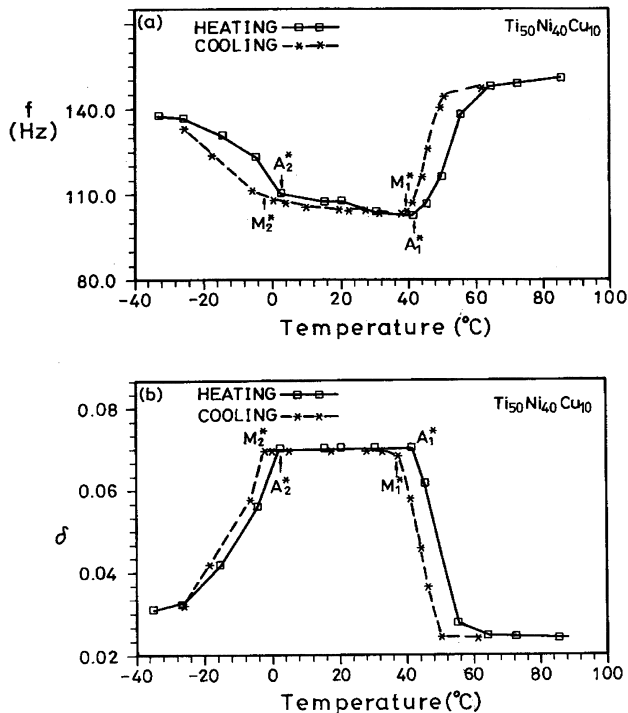 (a)
HEATING
COOLING
Ti50Ni40Cu10
f
(Hz)
140.0
110.0
80.0
A2*
M2*
M1*
A1*
-40 -20 0 20 40 60 80 100
Temperature (°C)
(b)
HEATING
COOLING
Ti50Ni40Cu10
δ
0.08
0.06
0.04
0.02
M2*
A2*
M1*
A1*
-40 -20 0 20 40 60 80 100
Temperature (°C)